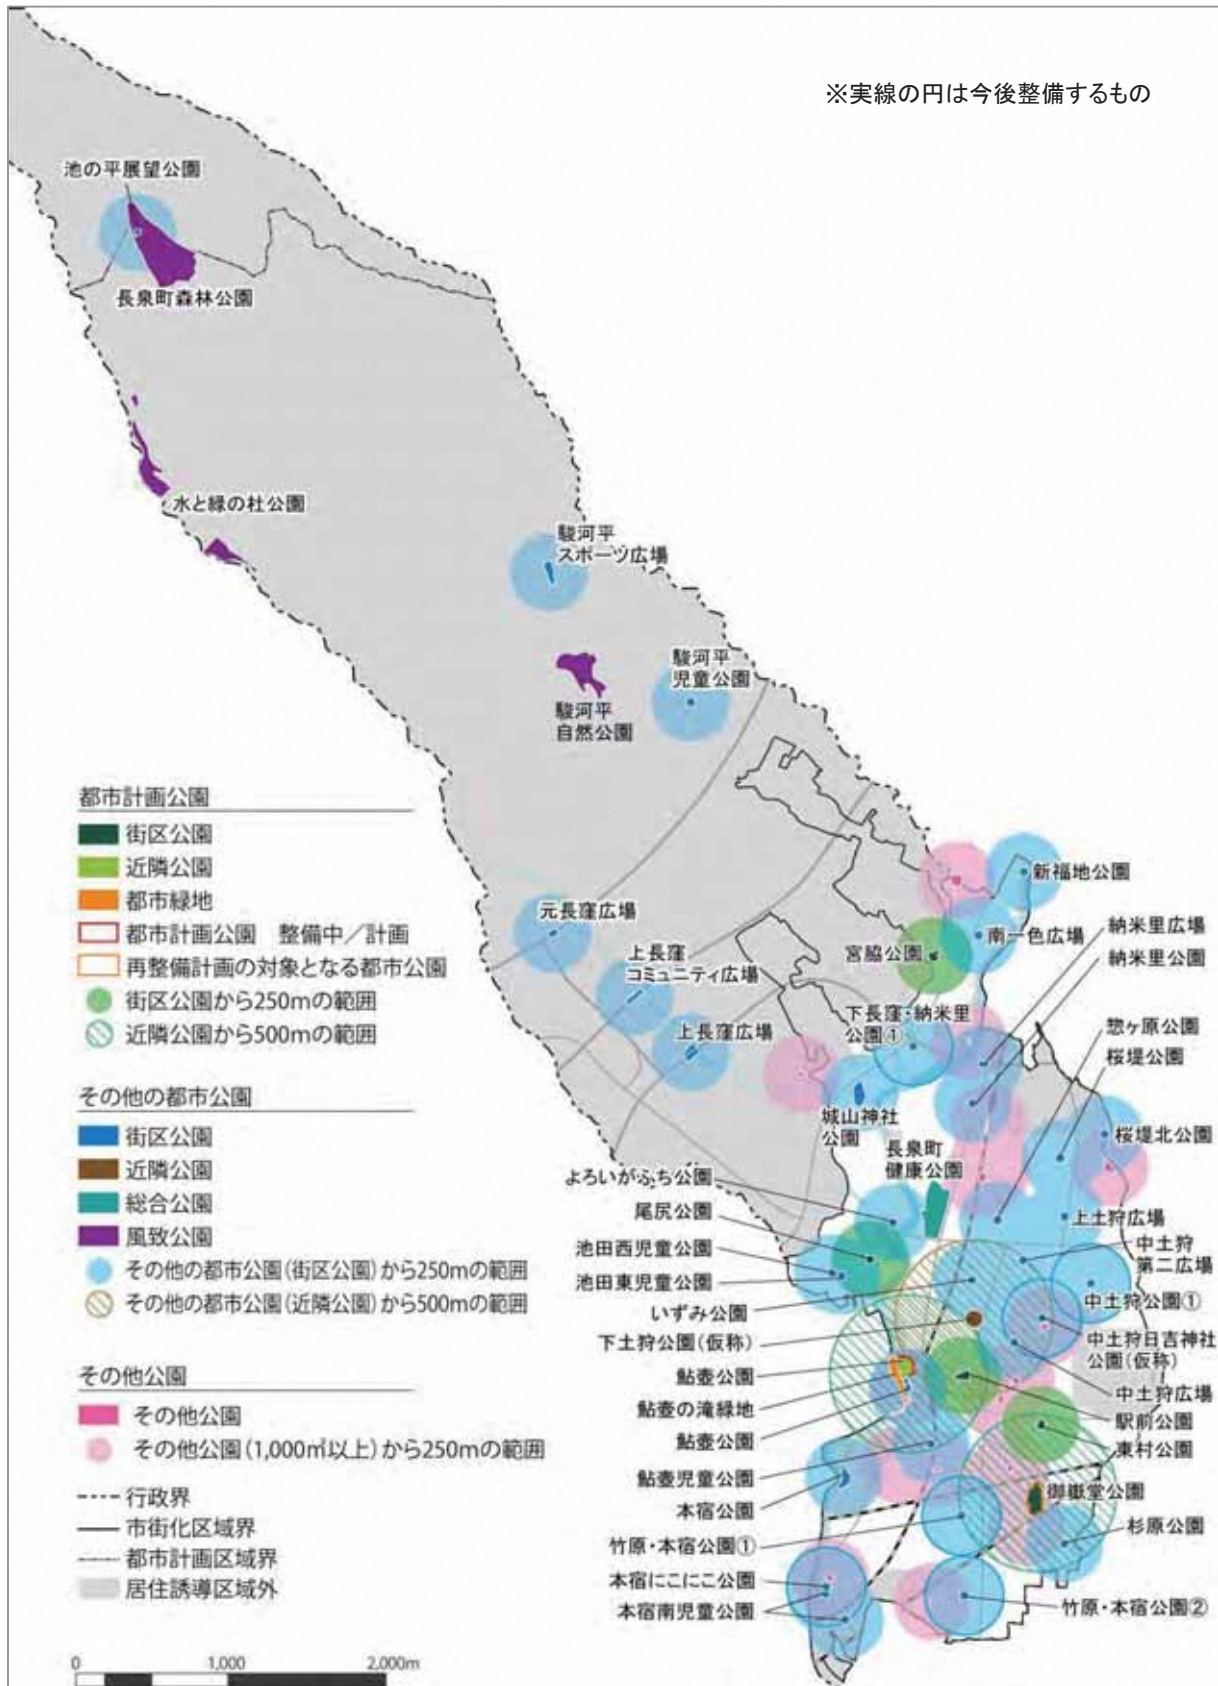 ※実線の円は今後整備するもの
池の平展望公園
長泉町森林公園
水と緑の杜公園
駿河平
スポーツ広場
駿河平
児童公園
駿河平
自然公園
都市計画公園
街区公園
近隣公園
都市緑地
都市計画公園 整備中／計画
再整備計画の対象となる都市公園
街区公園から250mの範囲
近隣公園から500mの範囲
その他の都市公園
街区公園
近隣公園
総合公園
風致公園
その他の都市公園（街区公園）から250mの範囲
その他の都市公園（近隣公園）から500mの範囲
その他公園
その他公園
その他公園（1,000㎡以上）から250mの範囲
行政界
市街化区域界
都市計画区域界
居住誘導区域外
0 1,000 2,000m
新福地公園
元長窪広場
納米里広場
南一色広場
宮脇公園
納米里公園
上長窪
コミュニティ広場
下長窪・納米里
公園①
惣ヶ原公園
上長窪広場
桜堤公園
城山神社
公園
桜堤北公園
長泉町
健康公園
よろいがふち公園
尾尻公園
上土狩広場
池田西児童公園
中土狩
第二広場
池田東児童公園
中土狩公園①
いずみ公園
下土狩公園（仮称）
中土狩日吉神社
公園（仮称）
鮎壺公園
中土狩広場
鮎壺の滝緑地
駅前公園
鮎壺公園
東村公園
鮎壺児童公園
御嶽堂公園
本宿公園
杉原公園
竹原・本宿公園①
本宿にこにこ公園
本宿南児童公園
竹原・本宿公園②